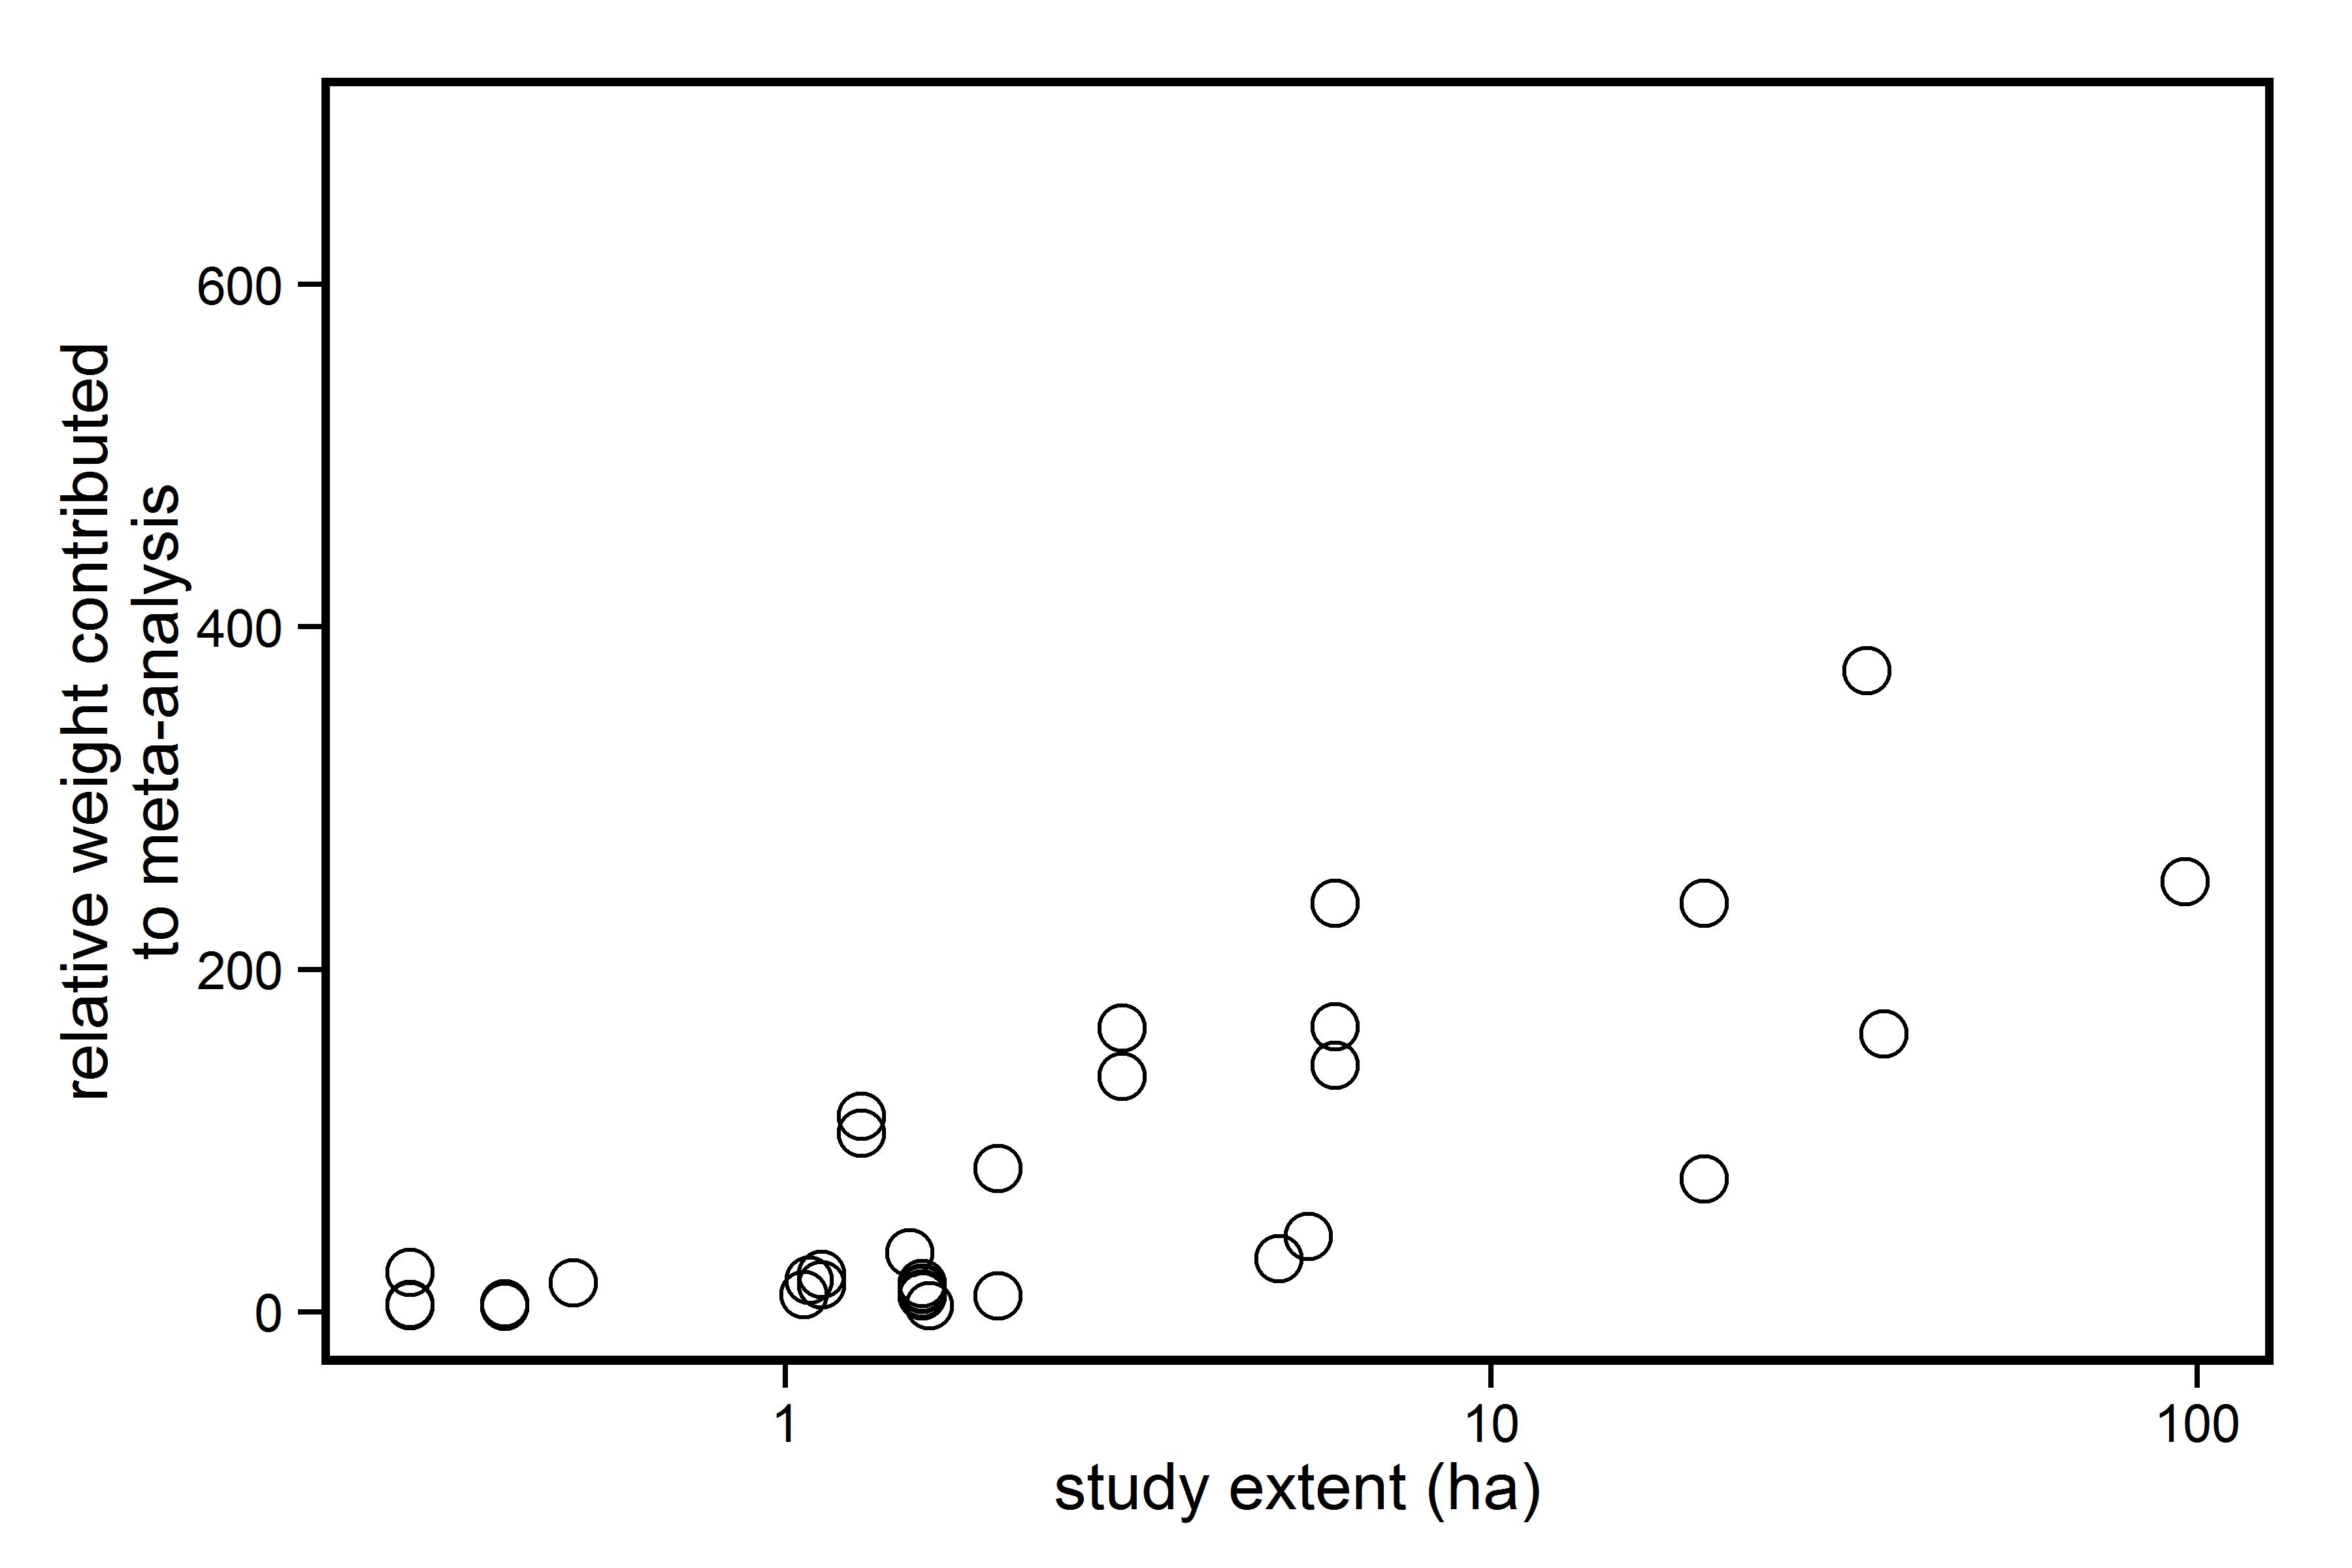 relative weight contributed
to meta-analysis
600
400
200
0
1
10
100
study extent (ha)